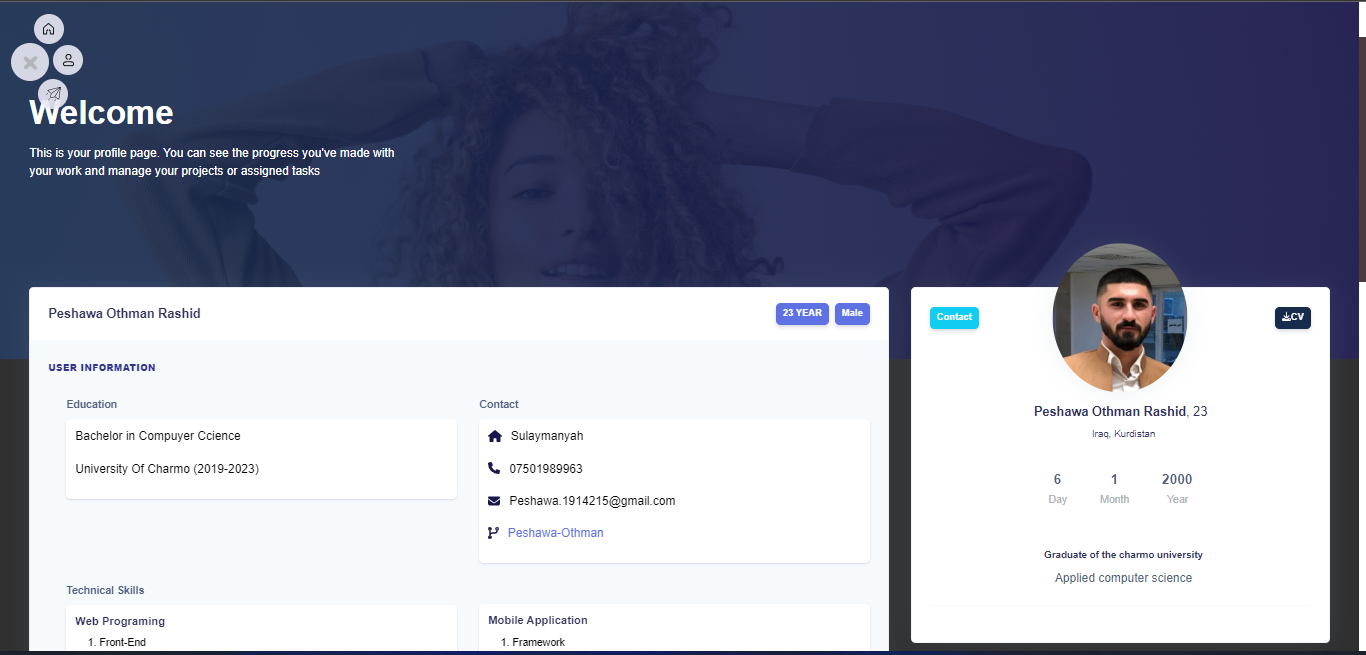 Welcome
This is your profile page. You can see the progress you've made with
your work and manage your projects or assigned tasks
Peshawa Othman Rashid
23 YEAR
Male
USER INFORMATION
Education
Bachelor in Compuyer Ccience
University Of Charmo (2019-2023)
Contact
Sulaymanyah
07501989963
Peshawa.1914215@gmail.com
Peshawa-Othman
Technical Skills
Web Programing
1. Front-End
Mobile Application
1. Framework
Contact
CV
Peshawa Othman Rashid, 23
Iraq, Kurdistan
6 1 2000
Day Month Year
Graduate of the charmo university
Applied computer science